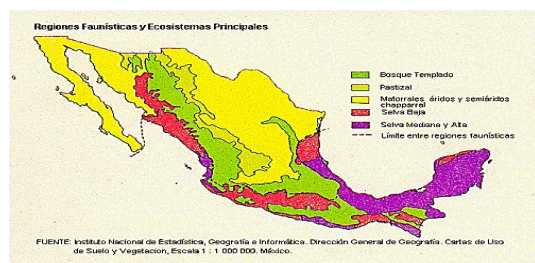 Regiones Faunísticas y Ecosistemas Principales
Bosque Templado
Pastizal
Matorrales áridos y semiáridos
chapparral
Selva Baja
Selva Mediana y Alta
Límite entre regiones faunísticas
FUENTE: Instituto Nacional de Estadística, Geografía e Informática. Dirección General de Geografía. Cartas de Uso
de Suelo y Vegetacion, Escala 1 : 1 000 000. México.